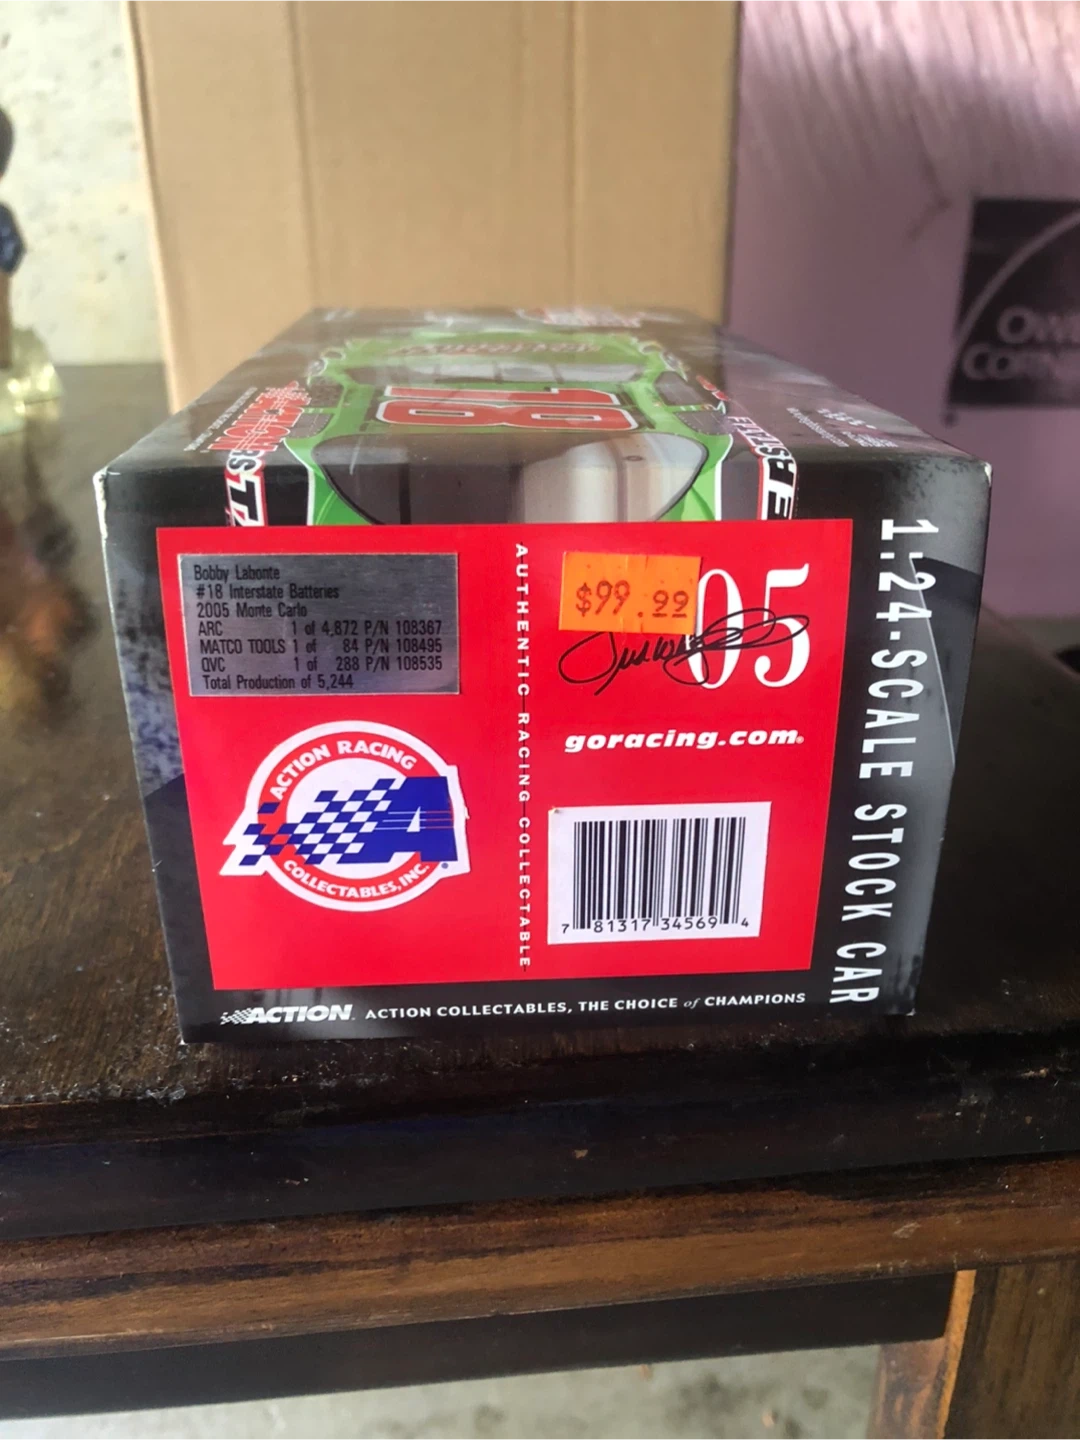 18
Bobby Labonte
#18 Interstate Batteries
2005 Monte Carlo
ARC 1 of 4,872 P/N 108367
MATCO TOOLS 1 of 84 P/N 108495
QVC 1 of 288 P/N 108535
Total Production of 5,244
ACTION RACING
A
COLLECTABLES, INC.
AUTHENTIC RACING COLLECTABLE
$99.99
05
goracing.com
7 81317 34569 4
1:24-SCALE STOCK CAR
ACTION ACTION COLLECTABLES, THE CHOICE of CHAMPIONS